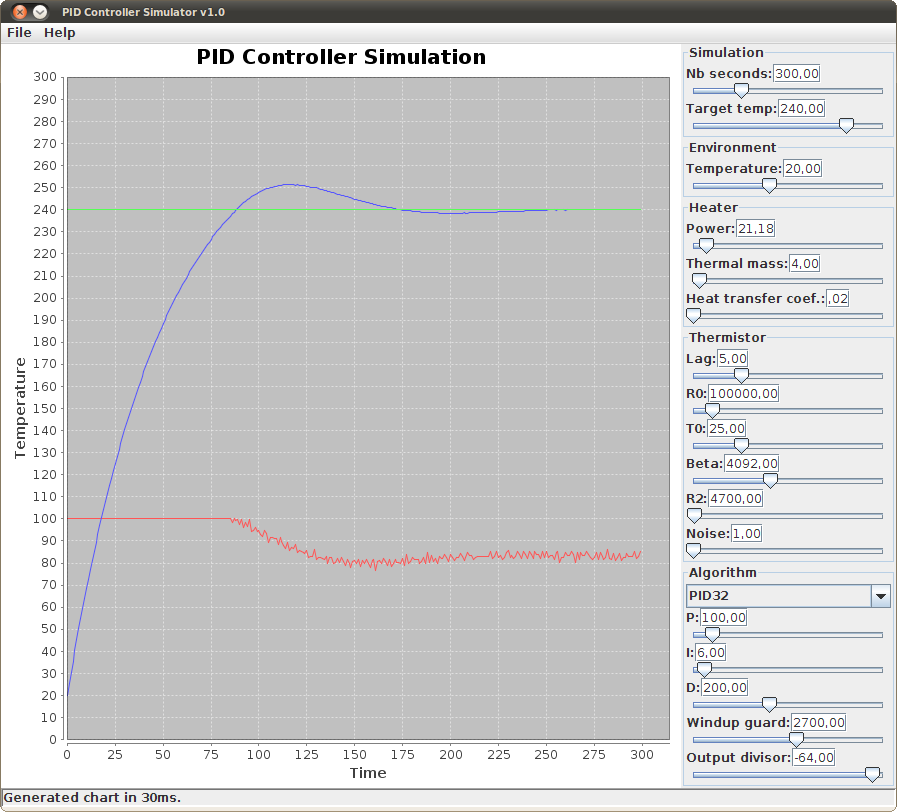 PID Controller Simulator v1.0
File Help
PID Controller Simulation
300
290
280
270
260
250
240
230
220
210
200
190
180
170
160
150
140
130
120
110
100
90
80
70
60
50
40
30
20
10
0
Temperature
0 25 50 75 100 125 150 175 200 225 250 275 300
Time
Simulation
Nb seconds: 300,00
Target temp: 240,00
Environment
Temperature: 20,00
Heater
Power: 21,18
Thermal mass: 4,00
Heat transfer coef.: ,02
Thermistor
Lag: 5,00
R0: 100000,00
T0: 25,00
Beta: 4092,00
R2: 4700,00
Noise: 1,00
Algorithm
PID32
P: 100,00
I: 6,00
D: 200,00
Windup guard: 2700,00
Output divisor: -64,00
Generated chart in 30ms.